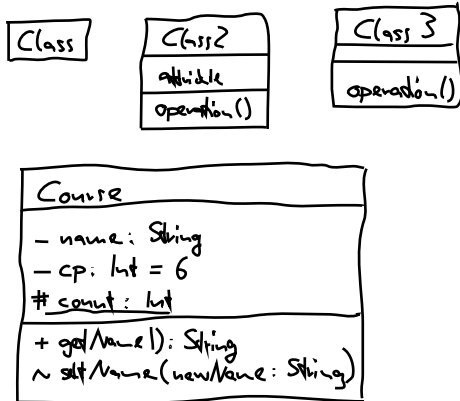 Class
Class2
attribute
operation()
Class 3
operation()
Course
- name: String
- cp: Int = 6
# count: Int
+ getName(): String
~ setName(newName: String)